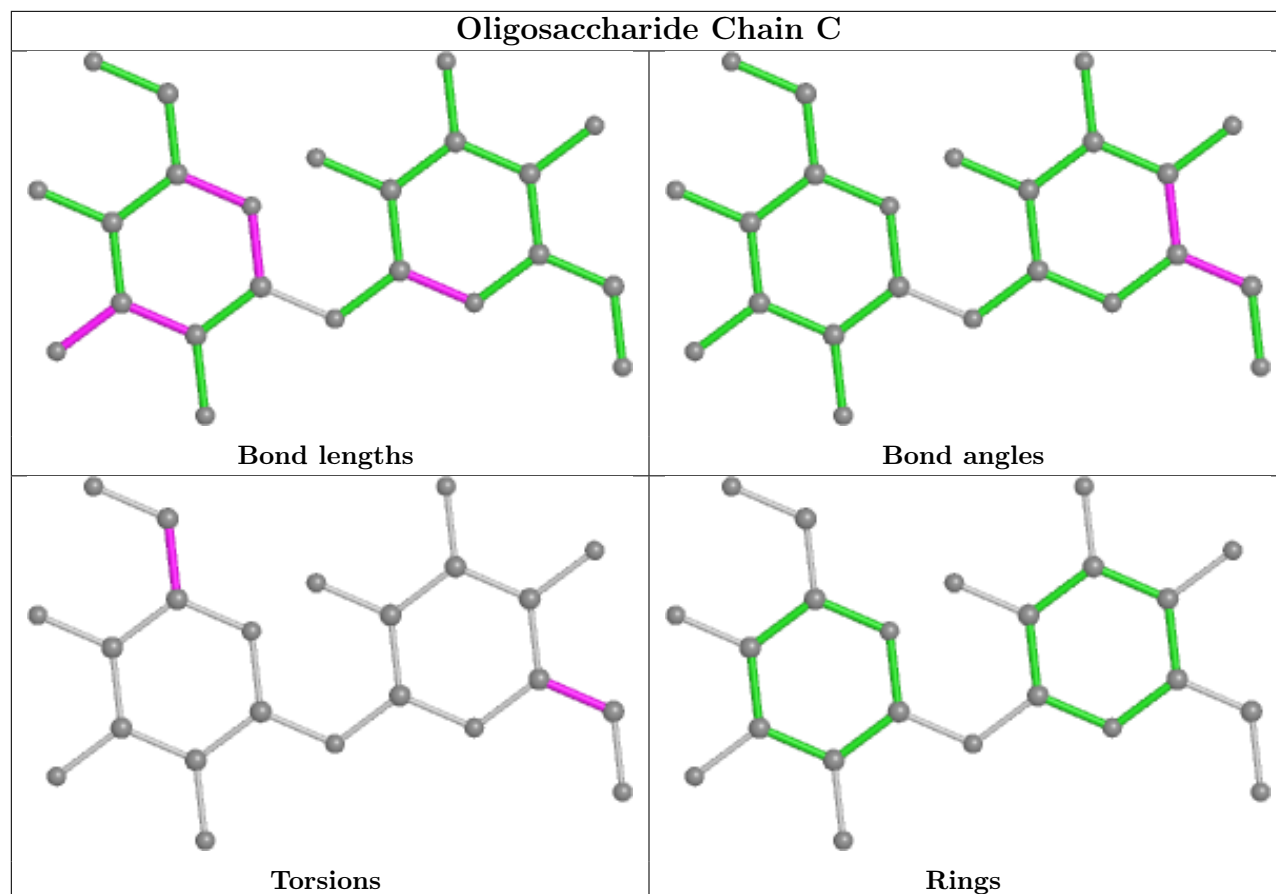 Oligosaccharide Chain C
Bond lengths
Bond angles
Torsions
Rings